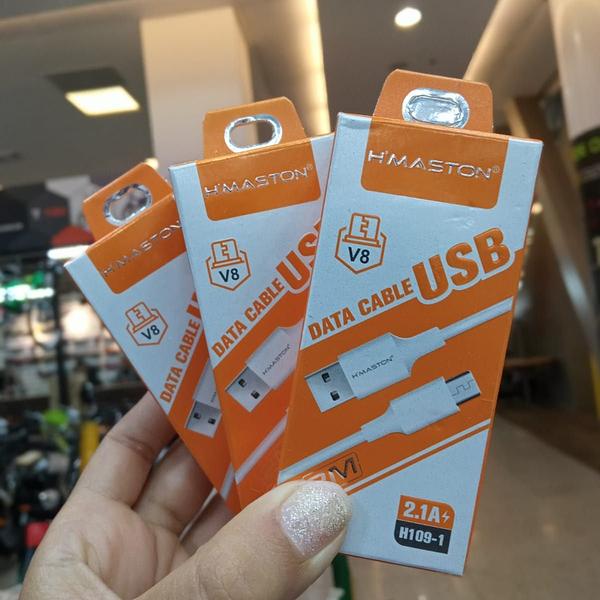 H'MASTON®
V8
DATA CABLE USB
H'MASTON®
2.1A
H109-1
H'MASTON®
V8
DATA CABLE
H'MASTON®
H'MASTON
V8
DATA CABLE